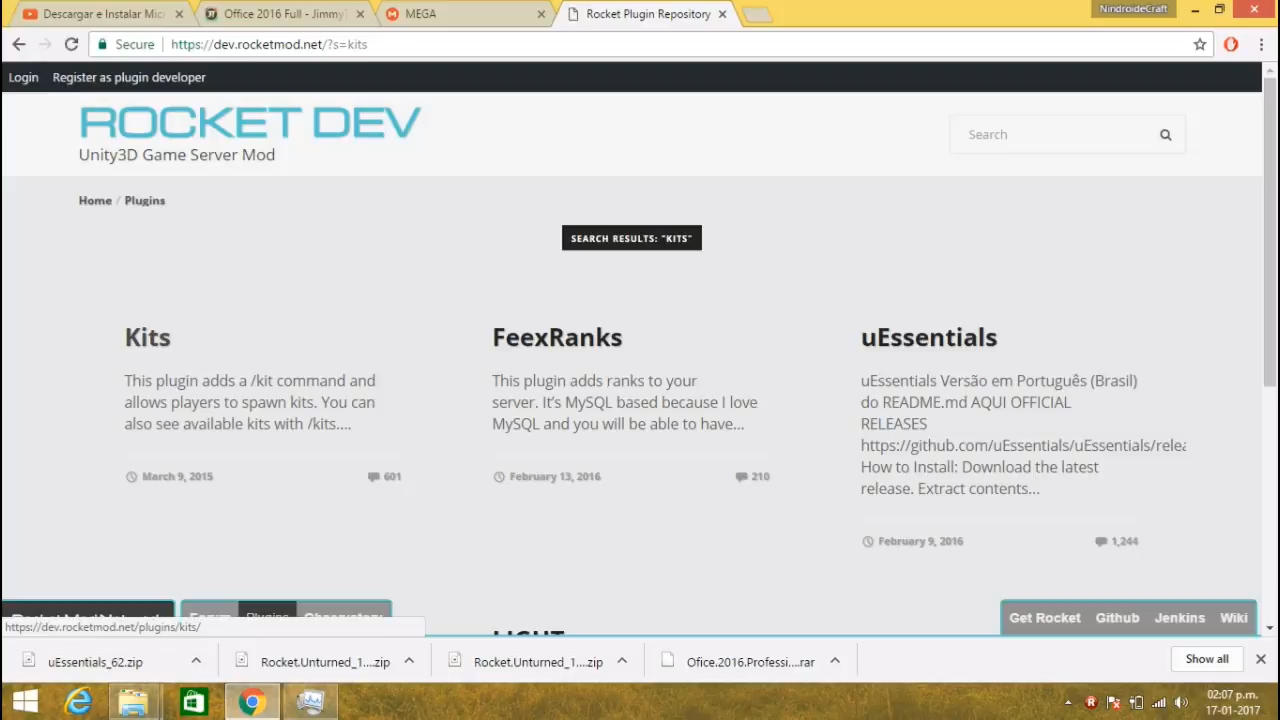 Descargar e Instalar Mic
Office 2016 Full - Jimmy
MEGA
Rocket Plugin Repository
NindroideCraft
Secure
https://dev.rocketmod.net/?s=kits
Login
Register as plugin developer
ROCKET DEV
Unity3D Game Server Mod
Search
Home / Plugins
SEARCH RESULTS: "KITS"
Kits
This plugin adds a /kit command and
allows players to spawn kits. You can
also see available kits with /kits....
March 9, 2015
601
FeexRanks
This plugin adds ranks to your
server. It's MySQL based because I love
MySQL and you will be able to have...
February 13, 2016
210
uEssentials
uEssentials Versão em Português (Brasil)
do README.md AQUI OFFICIAL
RELEASES
https://github.com/uEssentials/uEssentials/relea
How to Install: Download the latest
release. Extract contents...
February 9, 2016
1,244
Rocket Mod Network
Forum
Plugins
Observatory
LIGHT
Get Rocket
Github
Jenkins
Wiki
https://dev.rocketmod.net/plugins/kits/
uEssentials_62.zip
Rocket.Unturned_1....zip
Rocket.Unturned_1....zip
Ofice.2016.Professi....rar
Show all
02:07 p.m.
17-01-2017